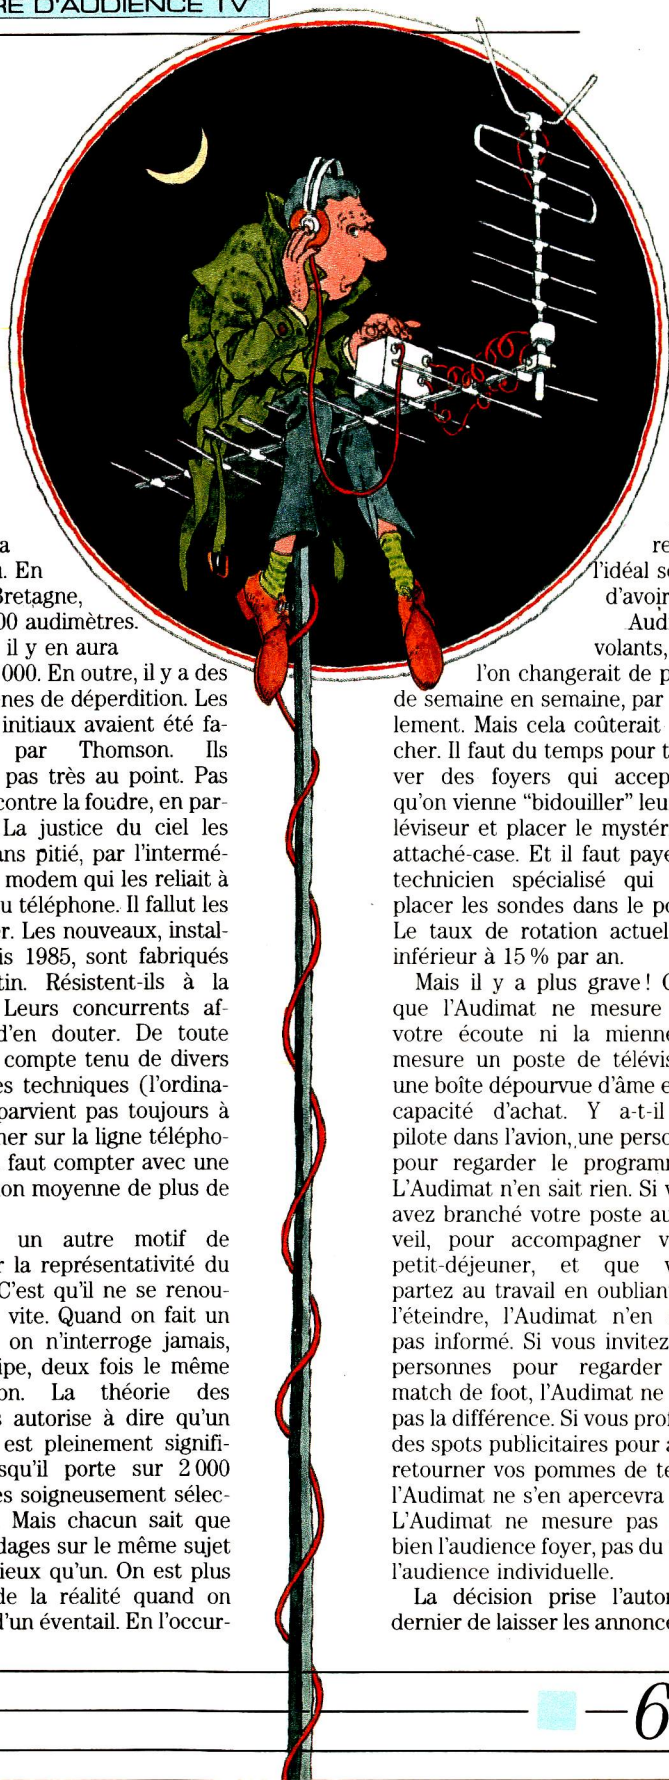 RE D'AUDIENCE TV
a
. En
Bretagne,
00 audimètres.
il y en aura
000. En outre, il y a des
nes de déperdition. Les
initiaux avaient été fa-
par Thomson. Ils
pas très au point. Pas
contre la foudre, en par-
La justice du ciel les
ans pitié, par l'intermé-
modem qui les reliait à
u téléphone. Il fallut les
r. Les nouveaux, instal-
is 1985, sont fabriqués
tin. Résistent-ils à la
Leurs concurrents af-
d'en douter. De toute
compte tenu de divers
es techniques (l'ordina-
parvient pas toujours à
ner sur la ligne télépho-
faut compter avec une
on moyenne de plus de
un autre motif de
r la représentativité du
C'est qu'il ne se renou-
vite. Quand on fait un
on n'interroge jamais,
ipe, deux fois le même
on. La théorie des
s autorise à dire qu'un
est pleinement signifi-
squ'il porte sur 2 000
es soigneusement sélec-
Mais chacun sait que
dages sur le même sujet
ieux qu'un. On est plus
de la réalité quand on
d'un éventail. En l'occur-
re
l'idéal se
d'avoir
Aud
volants,
l'on changerait de p
de semaine en semaine, par
lement. Mais cela coûterait
cher. Il faut du temps pour t
ver des foyers qui accep
qu'on vienne "bidouiller" leu
léviseur et placer le mystér
attaché-case. Et il faut paye
technicien spécialisé qui
placer les sondes dans le po
Le taux de rotation actuel
inférieur à 15 % par an.
Mais il y a plus grave ! C
que l'Audimat ne mesure
votre écoute ni la mienne
mesure un poste de télévis
une boîte dépourvue d'âme e
capacité d'achat. Y a-t-il
pilote dans l'avion, une perso
pour regarder le programm
L'Audimat n'en sait rien. Si v
avez branché votre poste au
veil, pour accompagner v
petit-déjeuner, et que v
partez au travail en oublian
l'éteindre, l'Audimat n'en
pas informé. Si vous invitez
personnes pour regarder
match de foot, l'Audimat ne
pas la différence. Si vous prof
des spots publicitaires pour a
retourner vos pommes de te
l'Audimat ne s'en apercevra
L'Audimat ne mesure pas
bien l'audience foyer, pas du
l'audience individuelle.
La décision prise l'auto
dernier de laisser les annonc
6